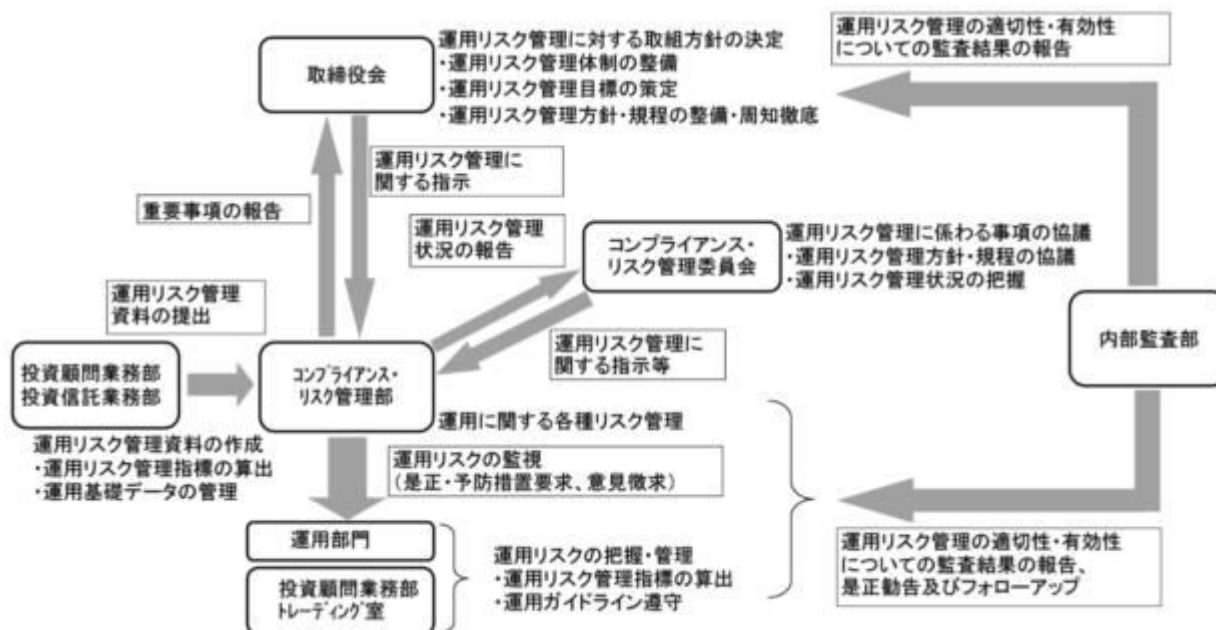 取締役会
運用リスク管理に対する取組方針の決定
・運用リスク管理体制の整備
・運用リスク管理目標の策定
・運用リスク管理方針・規程の整備・周知徹底
運用リスク管理の適切性・有効性
についての監査結果の報告
重要事項の報告
運用リスク管理に
関する指示
運用リスク管理
状況の報告
コンプライアンス・
リスク管理委員会
運用リスク管理に係わる事項の協議
・運用リスク管理方針・規程の協議
・運用リスク管理状況の把握
内部監査部
運用リスク管理
資料の提出
投資顧問業務部
投資信託業務部
コンプライアンス・
リスク管理部
運用リスク管理に
関する指示等
運用リスク管理資料の作成
・運用リスク管理指標の算出
・運用基礎データの管理
運用に関する各種リスク管理
運用リスクの監視
(是正・予防措置要求、意見徴求)
運用部門
投資顧問業務部
トレーディング室
運用リスクの把握・管理
・運用リスク管理指標の算出
・運用ガイドライン遵守
運用リスク管理の適切性・有効性
についての監査結果の報告、
是正勧告及びフォローアップ